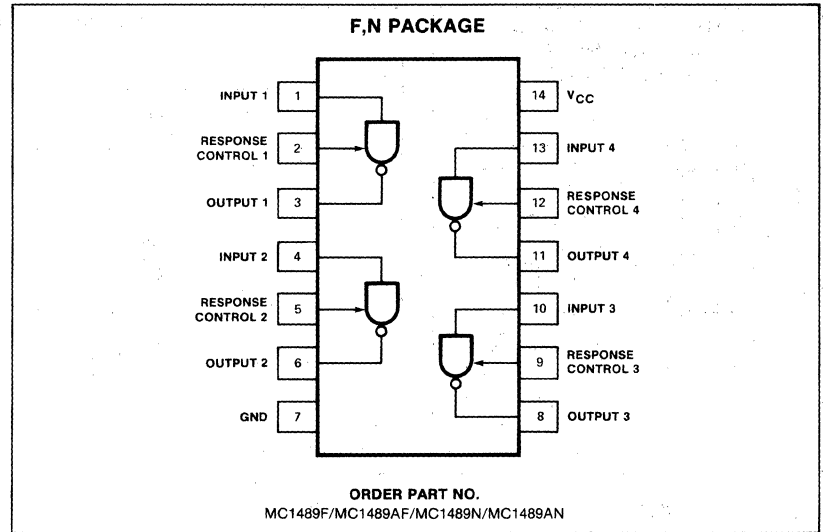 F,N PACKAGE
INPUT 1 1
RESPONSE
CONTROL 1 2
OUTPUT 1 3
INPUT 2 4
RESPONSE
CONTROL 2 5
OUTPUT 2 6
GND 7
14 VCC
13 INPUT 4
12 RESPONSE
CONTROL 4
11 OUTPUT 4
10 INPUT 3
9 RESPONSE
CONTROL 3
8 OUTPUT 3
ORDER PART NO.
MC1489F/MC1489AF/MC1489N/MC1489AN